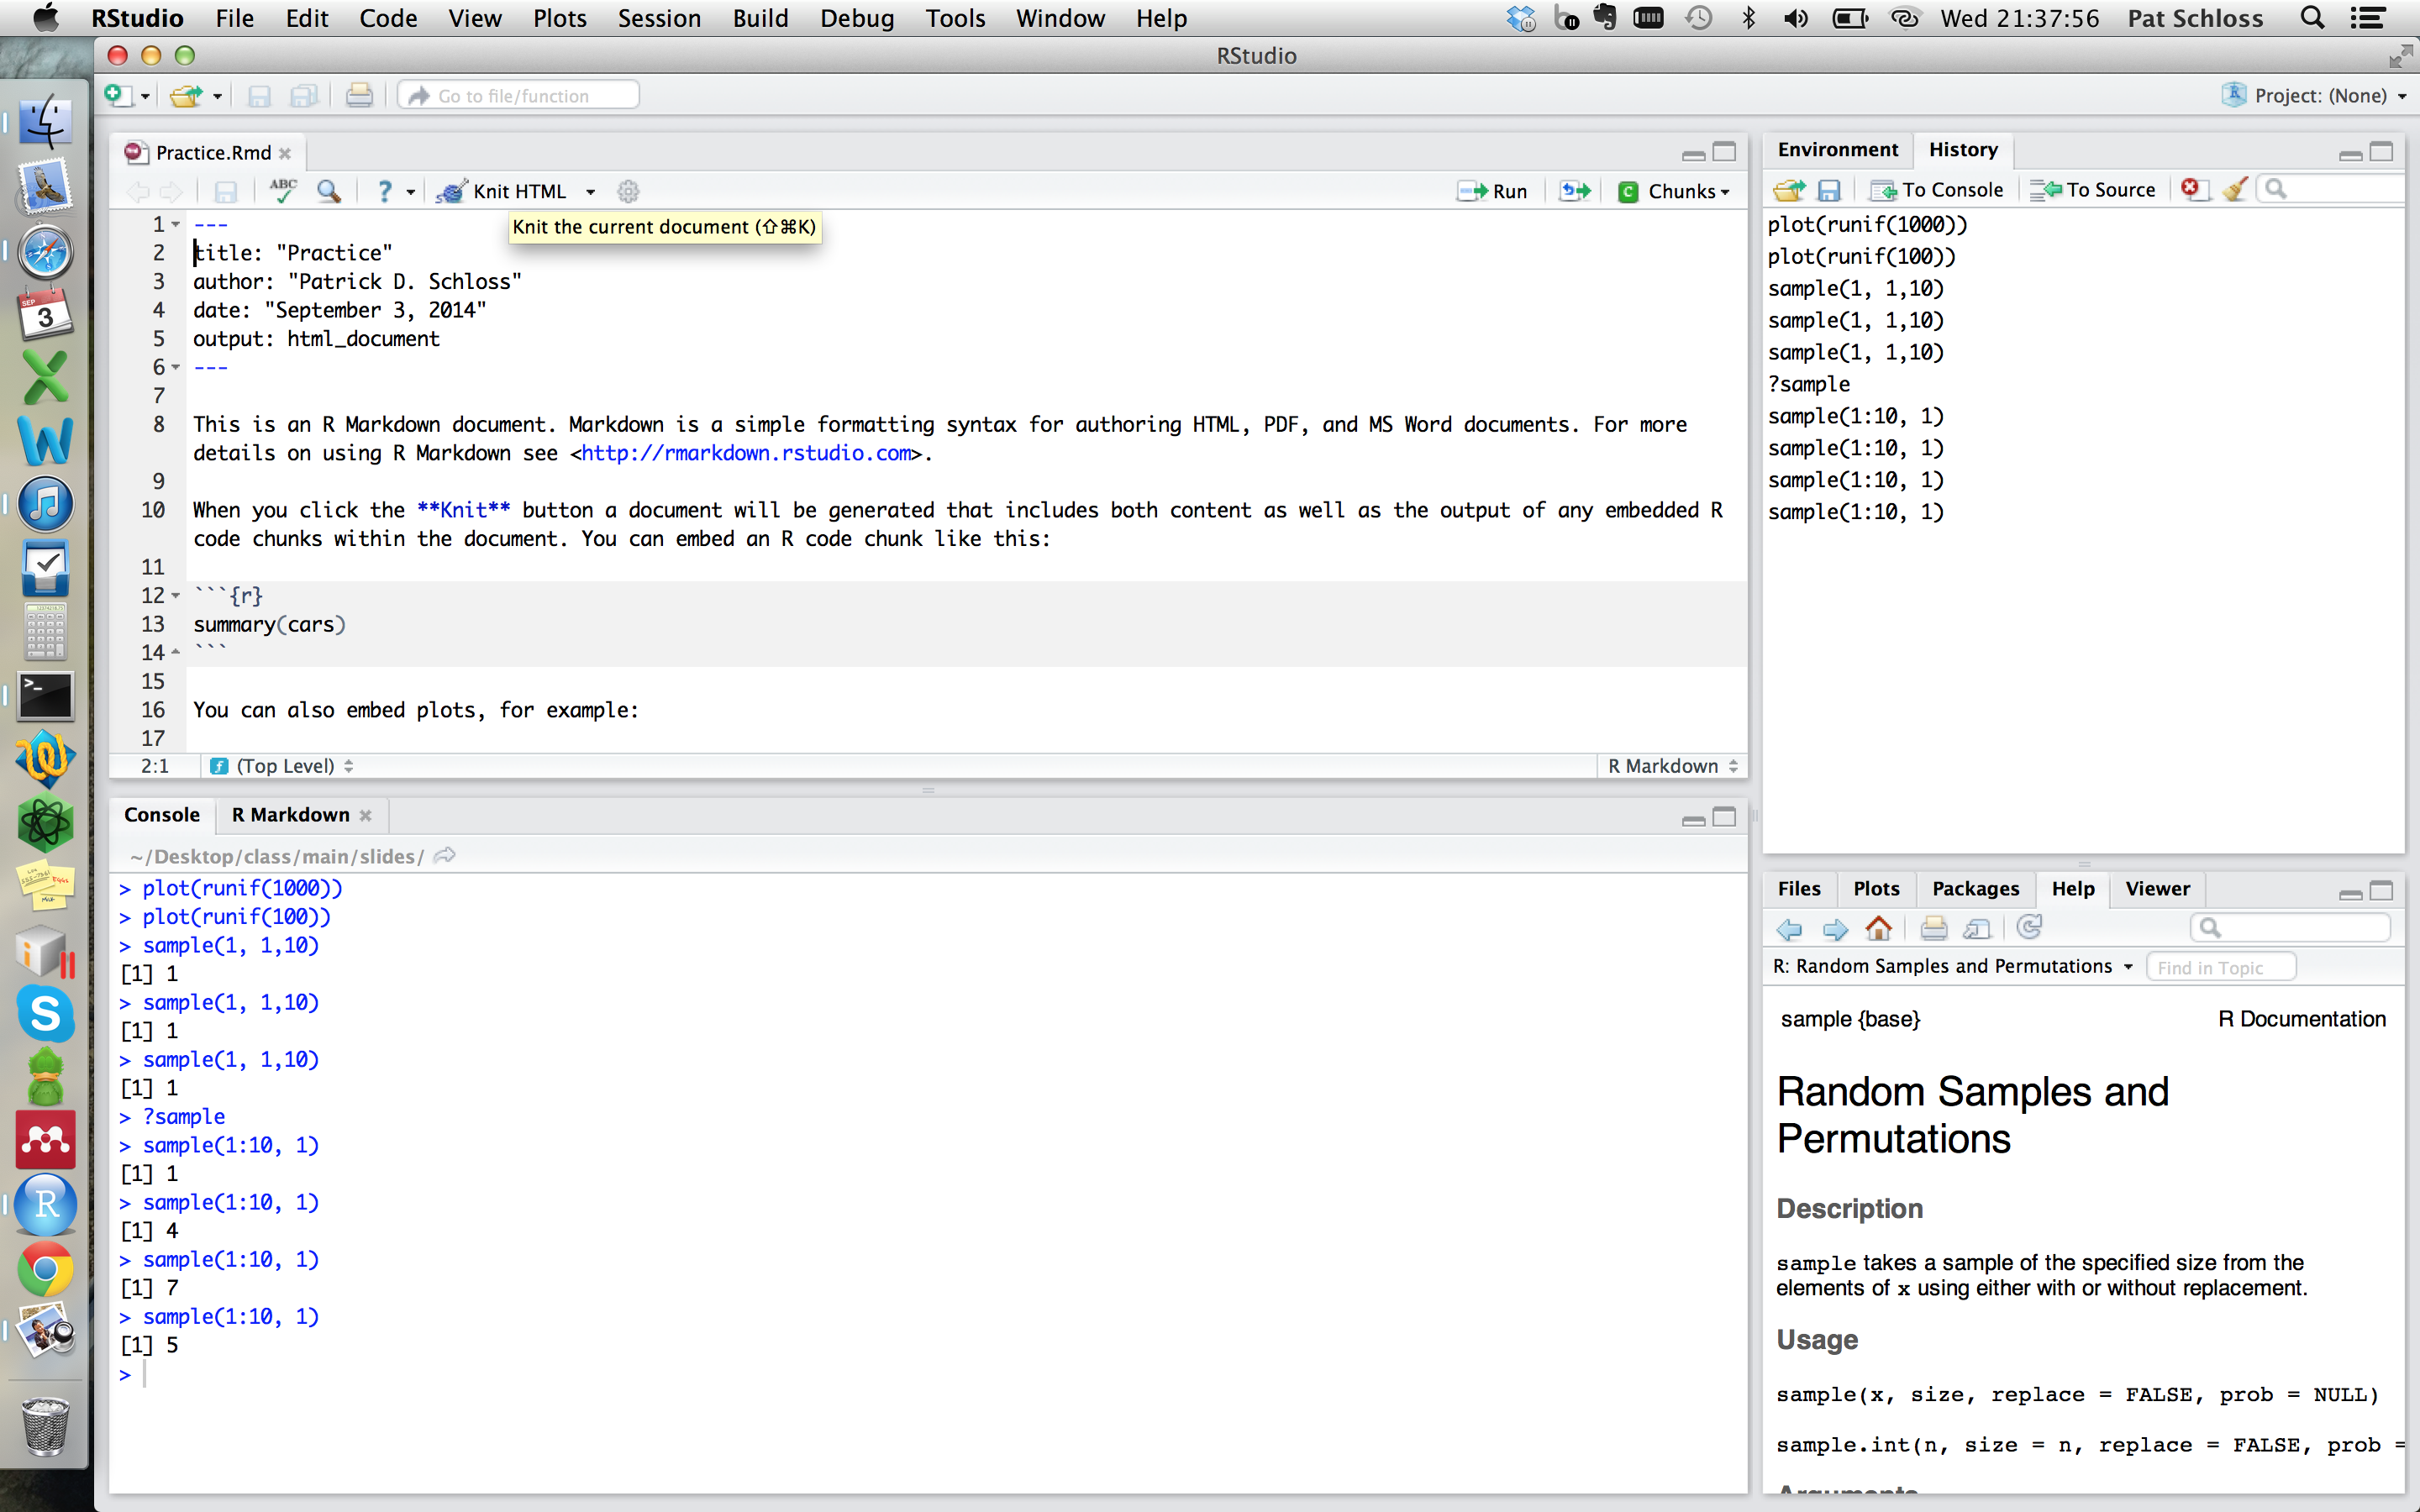 RStudio File Edit Code View Plots Session Build Debug Tools Window Help Wed 21:37:56 Pat Schloss
RStudio
Go to file/function
Project: (None)
Practice.Rmd
ABC
?
Knit HTML
Run
Chunks
Knit the current document (⇧⌘K)
1 ---
2 title: "Practice"
3 author: "Patrick D. Schloss"
4 date: "September 3, 2014"
5 output: html_document
6 ---
7
8 This is an R Markdown document. Markdown is a simple formatting syntax for authoring HTML, PDF, and MS Word documents. For more
details on using R Markdown see <http://rmarkdown.rstudio.com>.
9
10 When you click the **Knit** button a document will be generated that includes both content as well as the output of any embedded R
code chunks within the document. You can embed an R code chunk like this:
11
12 ```{r}
13 summary(cars)
14 ```
15
16 You can also embed plots, for example:
17
2:1 (Top Level) R Markdown
Console R Markdown
~/Desktop/class/main/slides/
> plot(runif(1000))
> plot(runif(100))
> sample(1, 1,10)
[1] 1
> sample(1, 1,10)
[1] 1
> sample(1, 1,10)
[1] 1
> ?sample
> sample(1:10, 1)
[1] 1
> sample(1:10, 1)
[1] 4
> sample(1:10, 1)
[1] 7
> sample(1:10, 1)
[1] 5
>
Environment History
To Console To Source
plot(runif(1000))
plot(runif(100))
sample(1, 1,10)
sample(1, 1,10)
sample(1, 1,10)
?sample
sample(1:10, 1)
sample(1:10, 1)
sample(1:10, 1)
sample(1:10, 1)
Files Plots Packages Help Viewer
R: Random Samples and Permutations Find in Topic
sample {base} R Documentation
Random Samples and
Permutations
Description
sample takes a sample of the specified size from the
elements of x using either with or without replacement.
Usage
sample(x, size, replace = FALSE, prob = NULL)
sample.int(n, size = n, replace = FALSE, prob =
Arguments
SEP
3